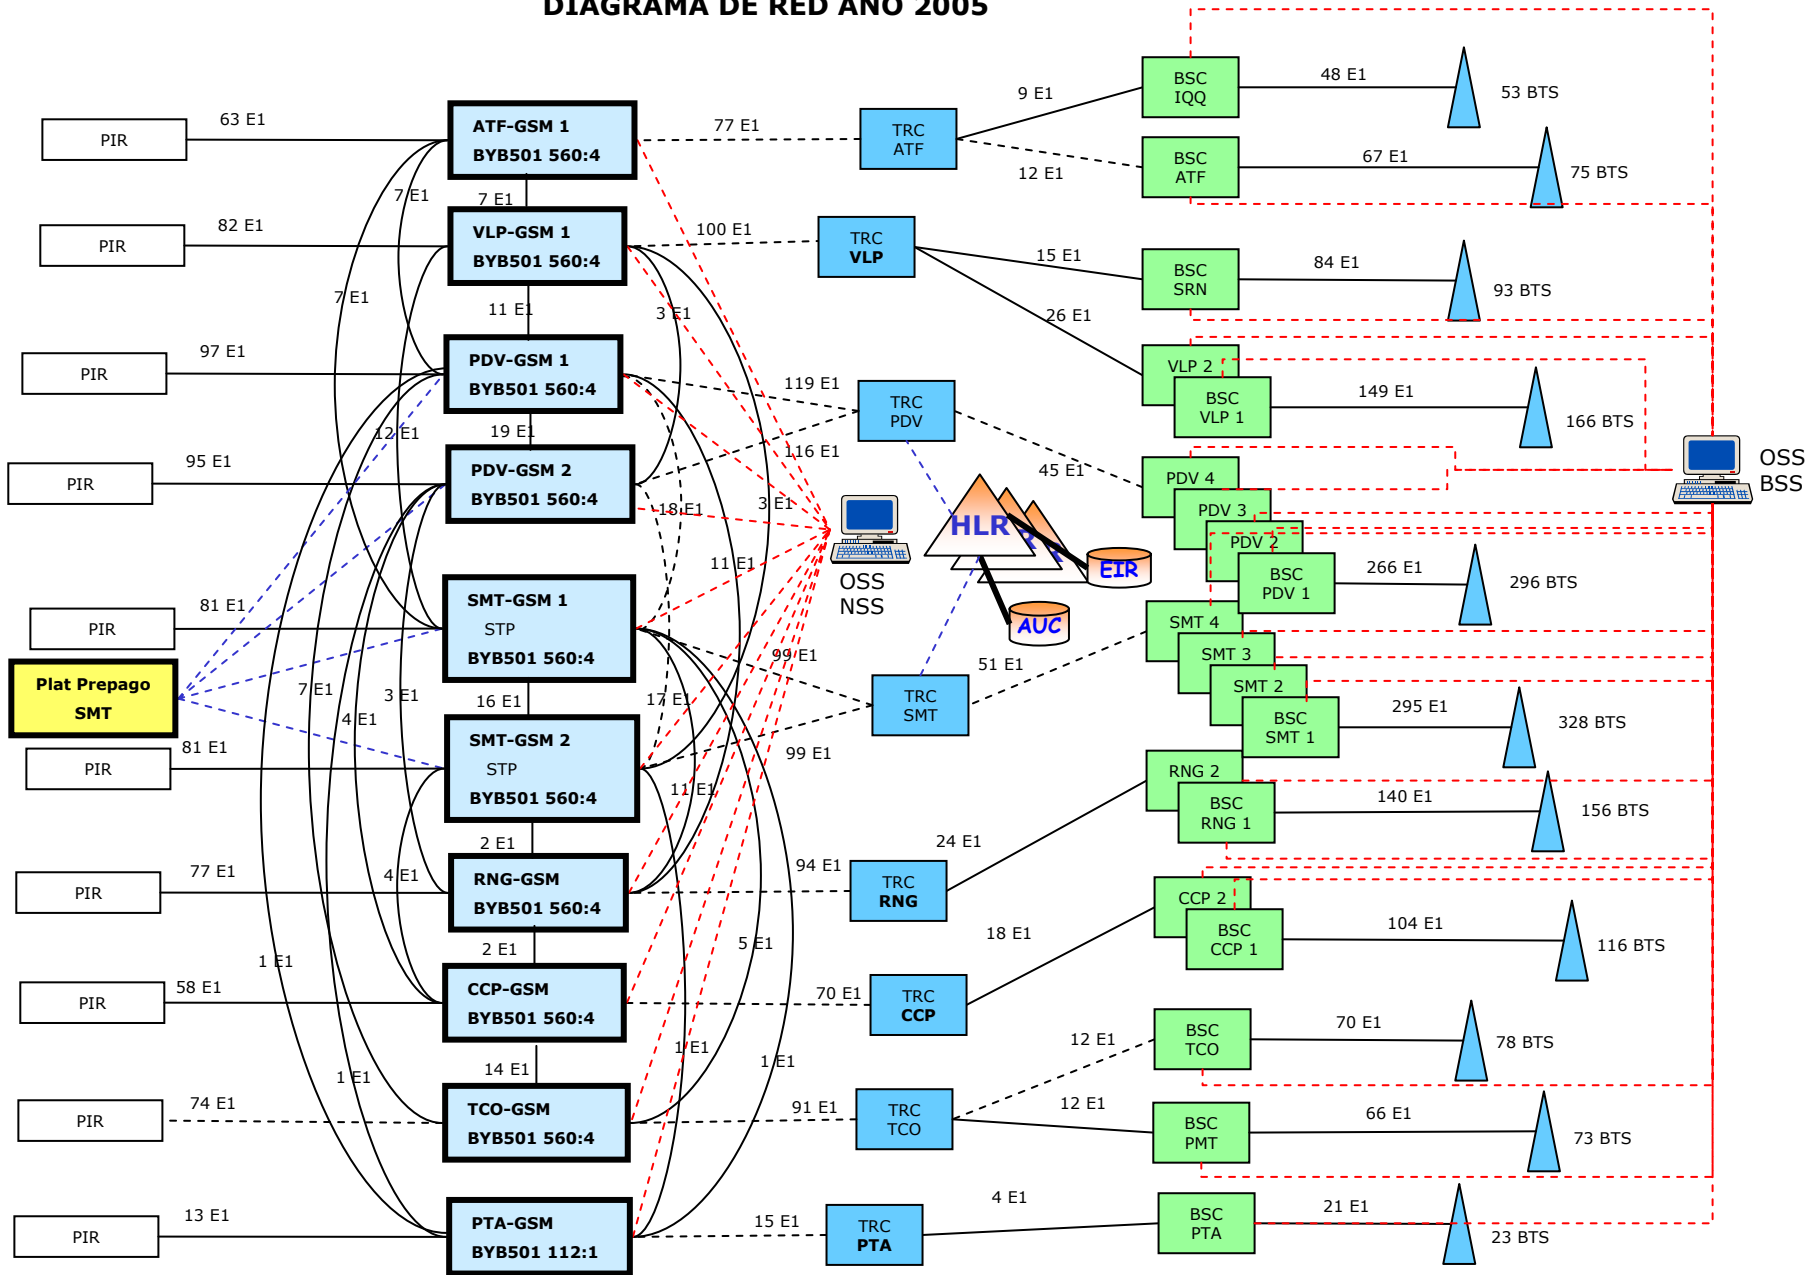 DIAGRAMA DE RED AÑO 2005
PIR
63 E1
ATF-GSM 1
BYB501 560:4
77 E1
TRC
ATF
9 E1
12 E1
BSC
IQQ
48 E1
53 BTS
BSC
ATF
67 E1
75 BTS
7 E1
7 E1
PIR
82 E1
VLP-GSM 1
BYB501 560:4
100 E1
TRC
VLP
15 E1
26 E1
BSC
SRN
84 E1
93 BTS
7 E1
11 E1
3 E1
VLP 2
BSC
VLP 1
149 E1
166 BTS
PIR
97 E1
PDV-GSM 1
BYB501 560:4
119 E1
TRC
PDV
116 E1
45 E1
12 E1
19 E1
PIR
95 E1
PDV-GSM 2
BYB501 560:4
18 E1
3 E1
11 E1
PDV 4
PDV 3
PDV 2
BSC
PDV 1
266 E1
296 BTS
OSS
BSS
OSS
NSS
HLR
R
EIR
AUC
PIR
81 E1
SMT-GSM 1
STP
BYB501 560:4
99 E1
TRC
SMT
51 E1
SMT 4
SMT 3
SMT 2
BSC
SMT 1
295 E1
328 BTS
Plat Prepago
SMT
7 E1
4 E1
3 E1
16 E1
17 E1
99 E1
PIR
81 E1
SMT-GSM 2
STP
BYB501 560:4
11 E1
RNG 2
BSC
RNG 1
140 E1
156 BTS
2 E1
PIR
77 E1
4 E1
RNG-GSM
BYB501 560:4
94 E1
TRC
RNG
24 E1
CCP 2
BSC
CCP 1
104 E1
116 BTS
1 E1
2 E1
5 E1
PIR
58 E1
CCP-GSM
BYB501 560:4
70 E1
TRC
CCP
18 E1
1 E1
14 E1
1 E1
1 E1
BSC
TCO
70 E1
78 BTS
PIR
74 E1
TCO-GSM
BYB501 560:4
91 E1
TRC
TCO
12 E1
12 E1
BSC
PMT
66 E1
73 BTS
PIR
13 E1
PTA-GSM
BYB501 112:1
15 E1
TRC
PTA
4 E1
BSC
PTA
21 E1
23 BTS